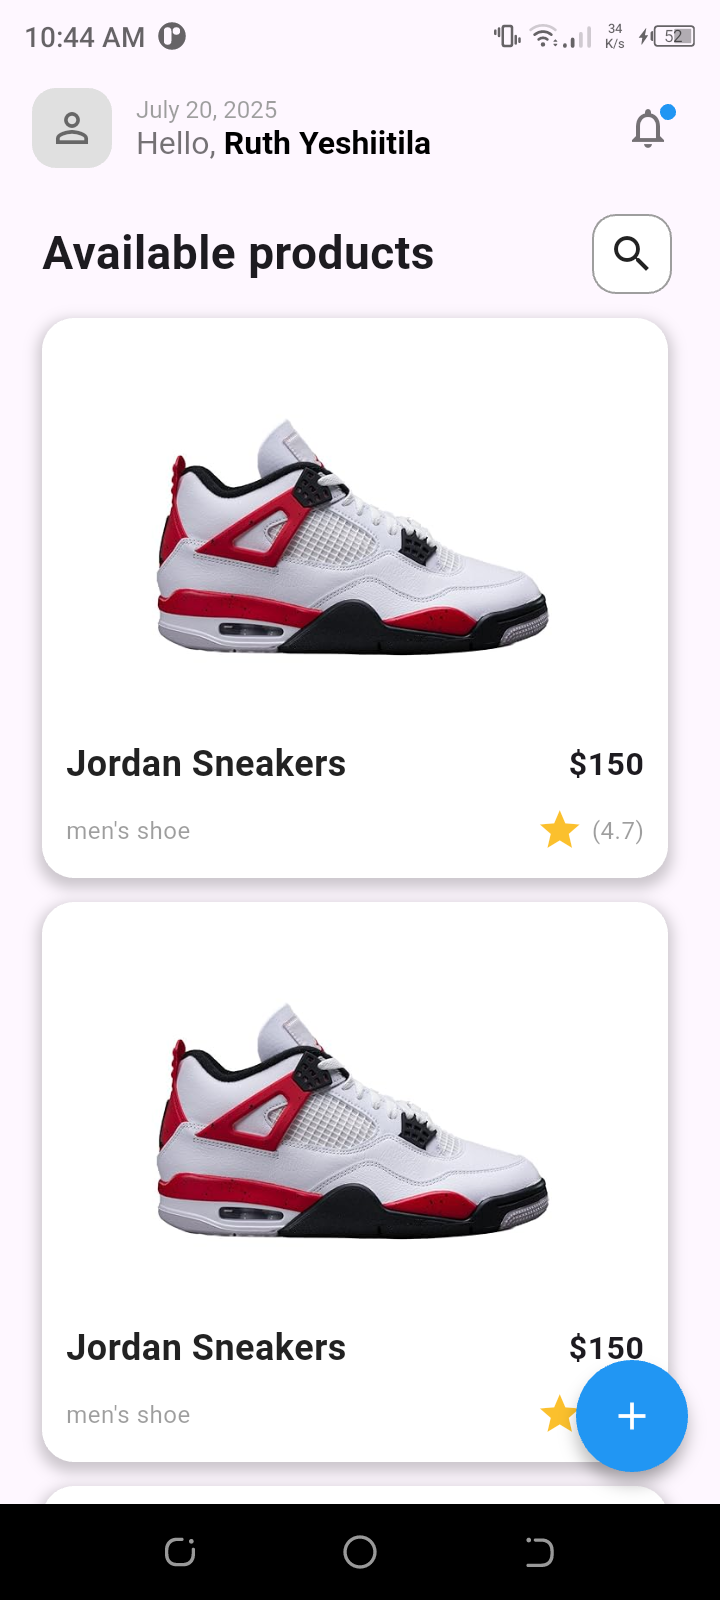 10:44 AM
34
K/s
52
July 20, 2025
Hello, Ruth Yeshiitila
Available products
Jordan Sneakers
$150
men's shoe
(4.7)
Jordan Sneakers
$150
men's shoe